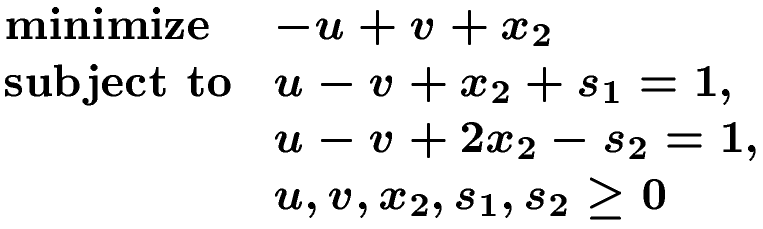 minimize −u + v + x₂
subject to u − v + x₂ + s₁ = 1,
u − v + 2x₂ − s₂ = 1,
u, v, x₂, s₁, s₂ ≥ 0